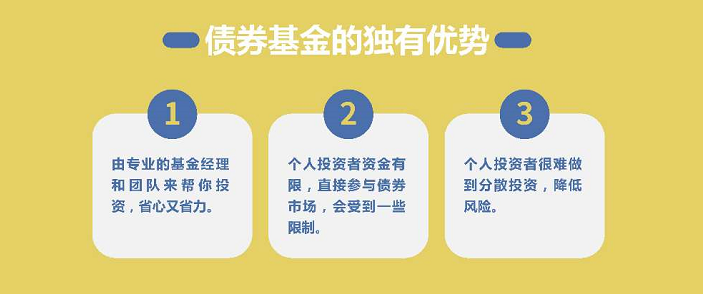 债券基金的独有优势
1
由专业的基金经理
和团队来帮你投
资，省心又省力。
2
个人投资者资金有
限，直接参与债券
市场，会受到一些
限制。
3
个人投资者很难做
到分散投资，降低
风险。